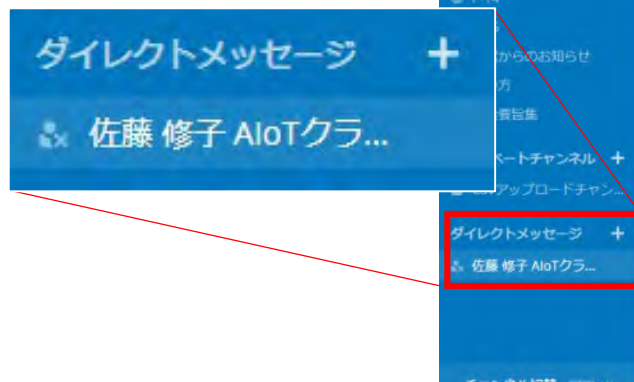 ダイレクトメッセージ +
佐藤 修子 AIoTクラ...
からのお知らせ
方
要旨集
ートチャンネル +
アップロードチャン...
ダイレクトメッセージ +
佐藤 修子 AIoTクラ...